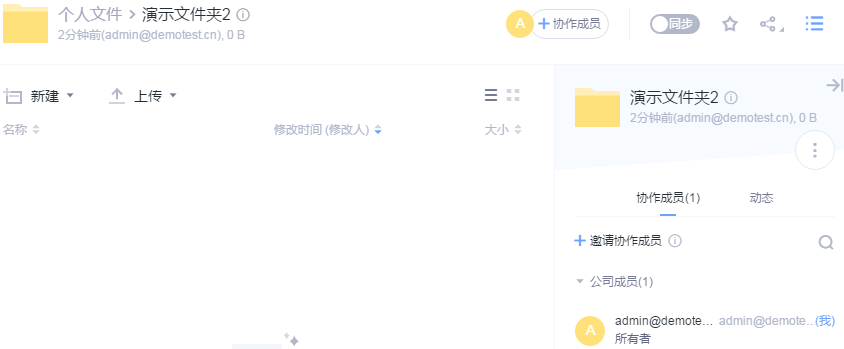 个人文件 > 演示文件夹2
2分钟前(admin@demotest.cn), 0 B
A + 协作成员
同步
新建
上传
名称
修改时间 (修改人)
大小
演示文件夹2
2分钟前(admin@demotest.cn), 0 B
协作成员(1)
动态
+ 邀请协作成员
公司成员(1)
A
admin@demote... admin@demote...(我)
所有者